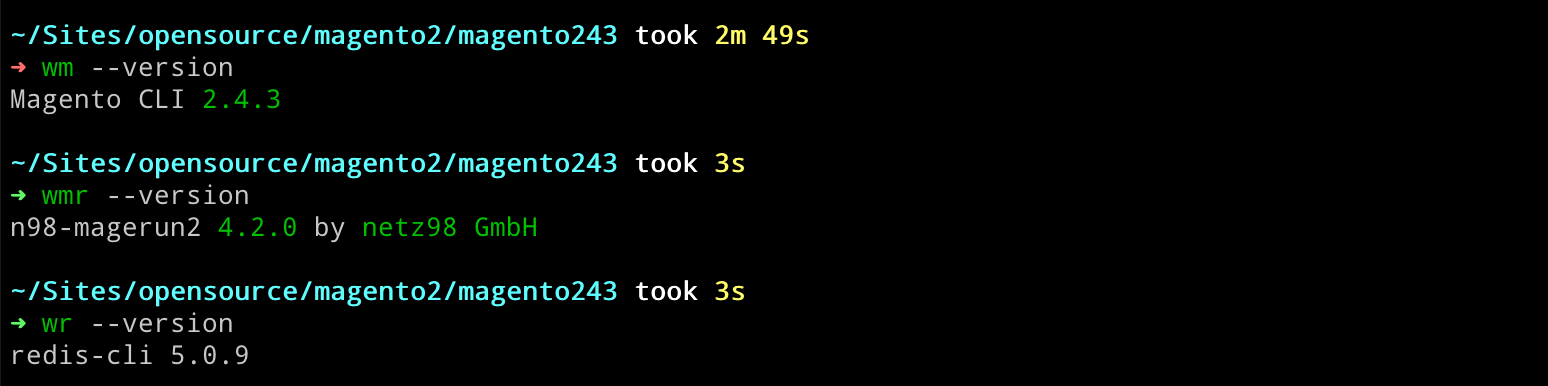 ~/Sites/opensource/magento2/magento243 took 2m 49s
➜ wm --version
Magento CLI 2.4.3
~/Sites/opensource/magento2/magento243 took 3s
➜ wmr --version
n98-magerun2 4.2.0 by netz98 GmbH
~/Sites/opensource/magento2/magento243 took 3s
➜ wr --version
redis-cli 5.0.9